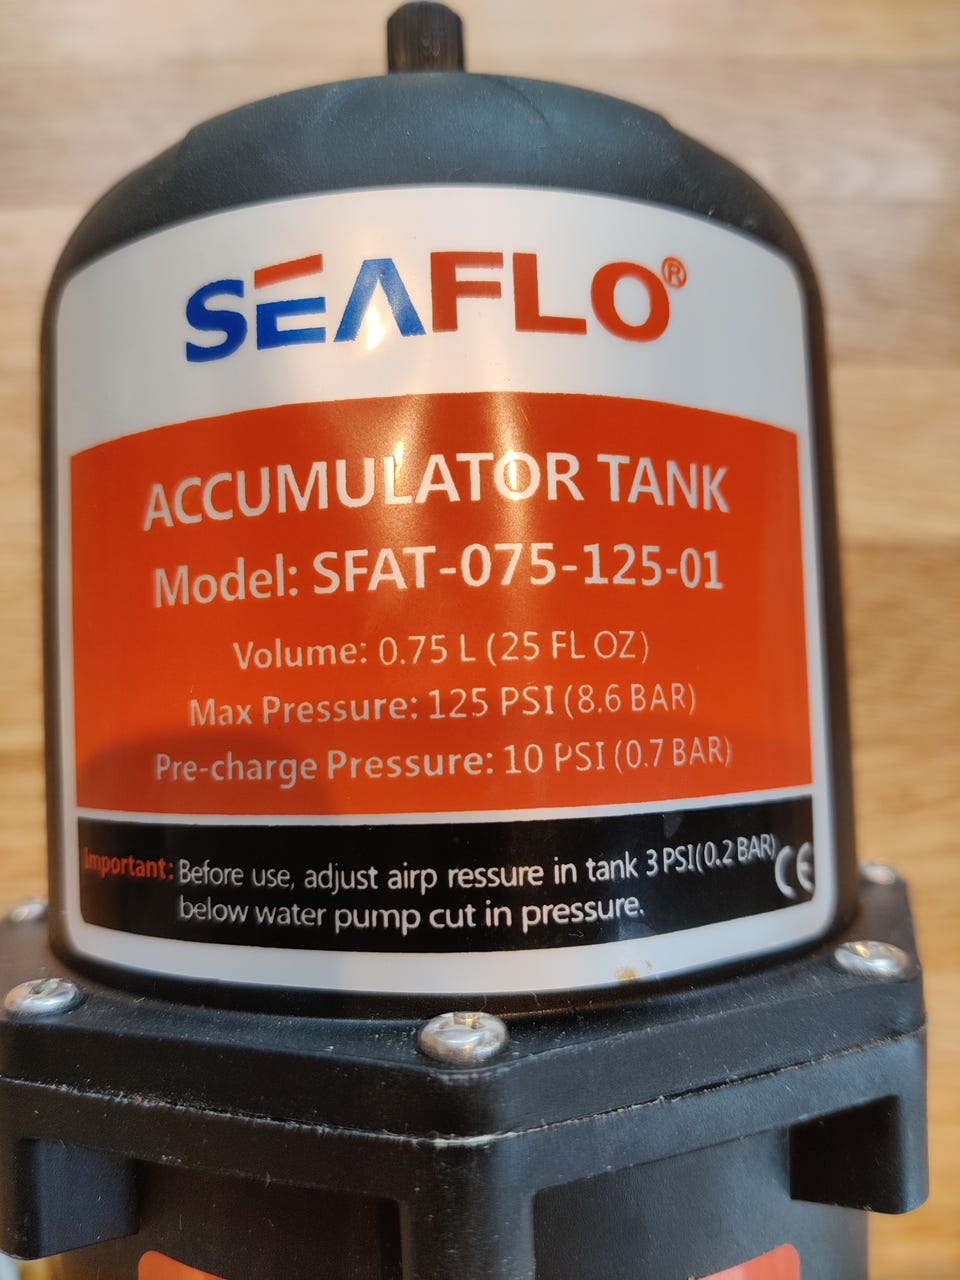 SEAFLO®
ACCUMULATOR TANK
Model: SFAT-075-125-01
Volume: 0.75 L (25 FL OZ)
Max Pressure: 125 PSI (8.6 BAR)
Pre-charge Pressure: 10 PSI (0.7 BAR)
Important: Before use, adjust airp ressure in tank 3 PSI(0.2 BAR)
below water pump cut in pressure.
CE